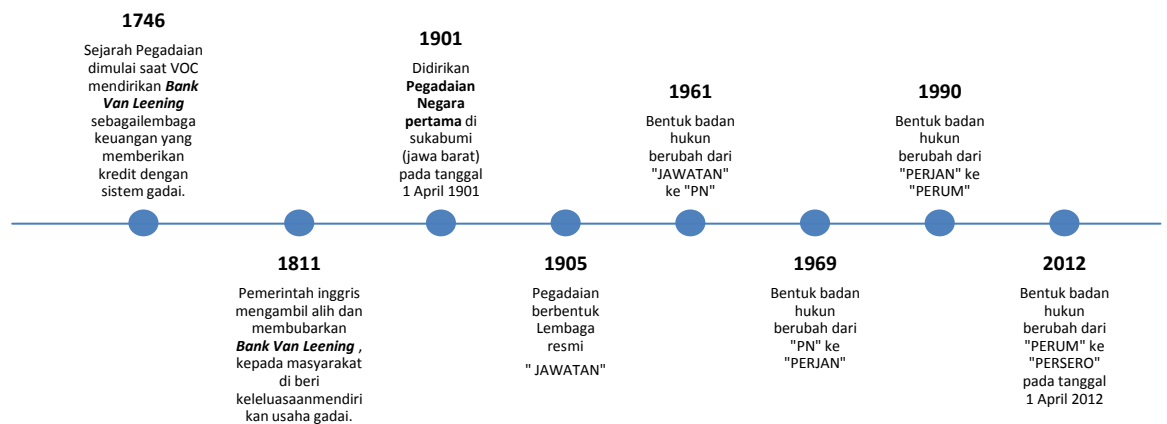 1746
Sejarah Pegadaian
dimulai saat VOC
mendirikan Bank
Van Leening
sebagailembaga
keuangan yang
memberikan
kredit dengan
sistem gadai.
1811
Pemerintah inggris
mengambil alih dan
membubarkan
Bank Van Leening ,
kepada masyarakat
di beri
keleluasaanmendiri
kan usaha gadai.
1901
Didirikan
Pegadaian
Negara
pertama di
sukabumi
(jawa barat)
pada tanggal
1 April 1901
1905
Pegadaian
berbentuk
Lembaga
resmi
" JAWATAN"
1961
Bentuk badan
hukun
berubah dari
"JAWATAN"
ke "PN"
1969
Bentuk badan
hukun
berubah dari
"PN" ke
"PERJAN"
1990
Bentuk badan
hukun
berubah dari
"PERJAN" ke
"PERUM"
2012
Bentuk badan
hukun
berubah dari
"PERUM" ke
"PERSERO"
pada tanggal
1 April 2012